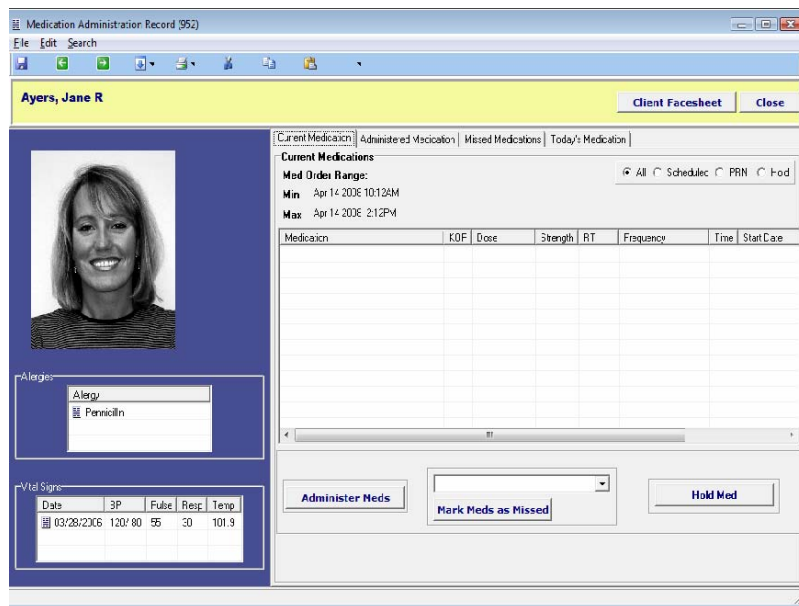 Medication Administration Record (952)
File Edit Search
Ayers, Jane R
Client Facesheet Close
Current Medication Administered Medication Missed Medications Today's Medication
Current Medications
Med Order Range:
All Scheduled PRN
Min Apr 14 2006 10:12AM
Max Apr 14 2006 2:12PM
Medication KOP Dose Strength RT Frequency Time Start Date
Allergies
Allergy
Pennicilin
Vital Signs
Date BP Pulse Resp Temp
03/28/2006 120/ 80 55 30 101.9
Administer Meds
Mark Meds as Missed
Hold Med